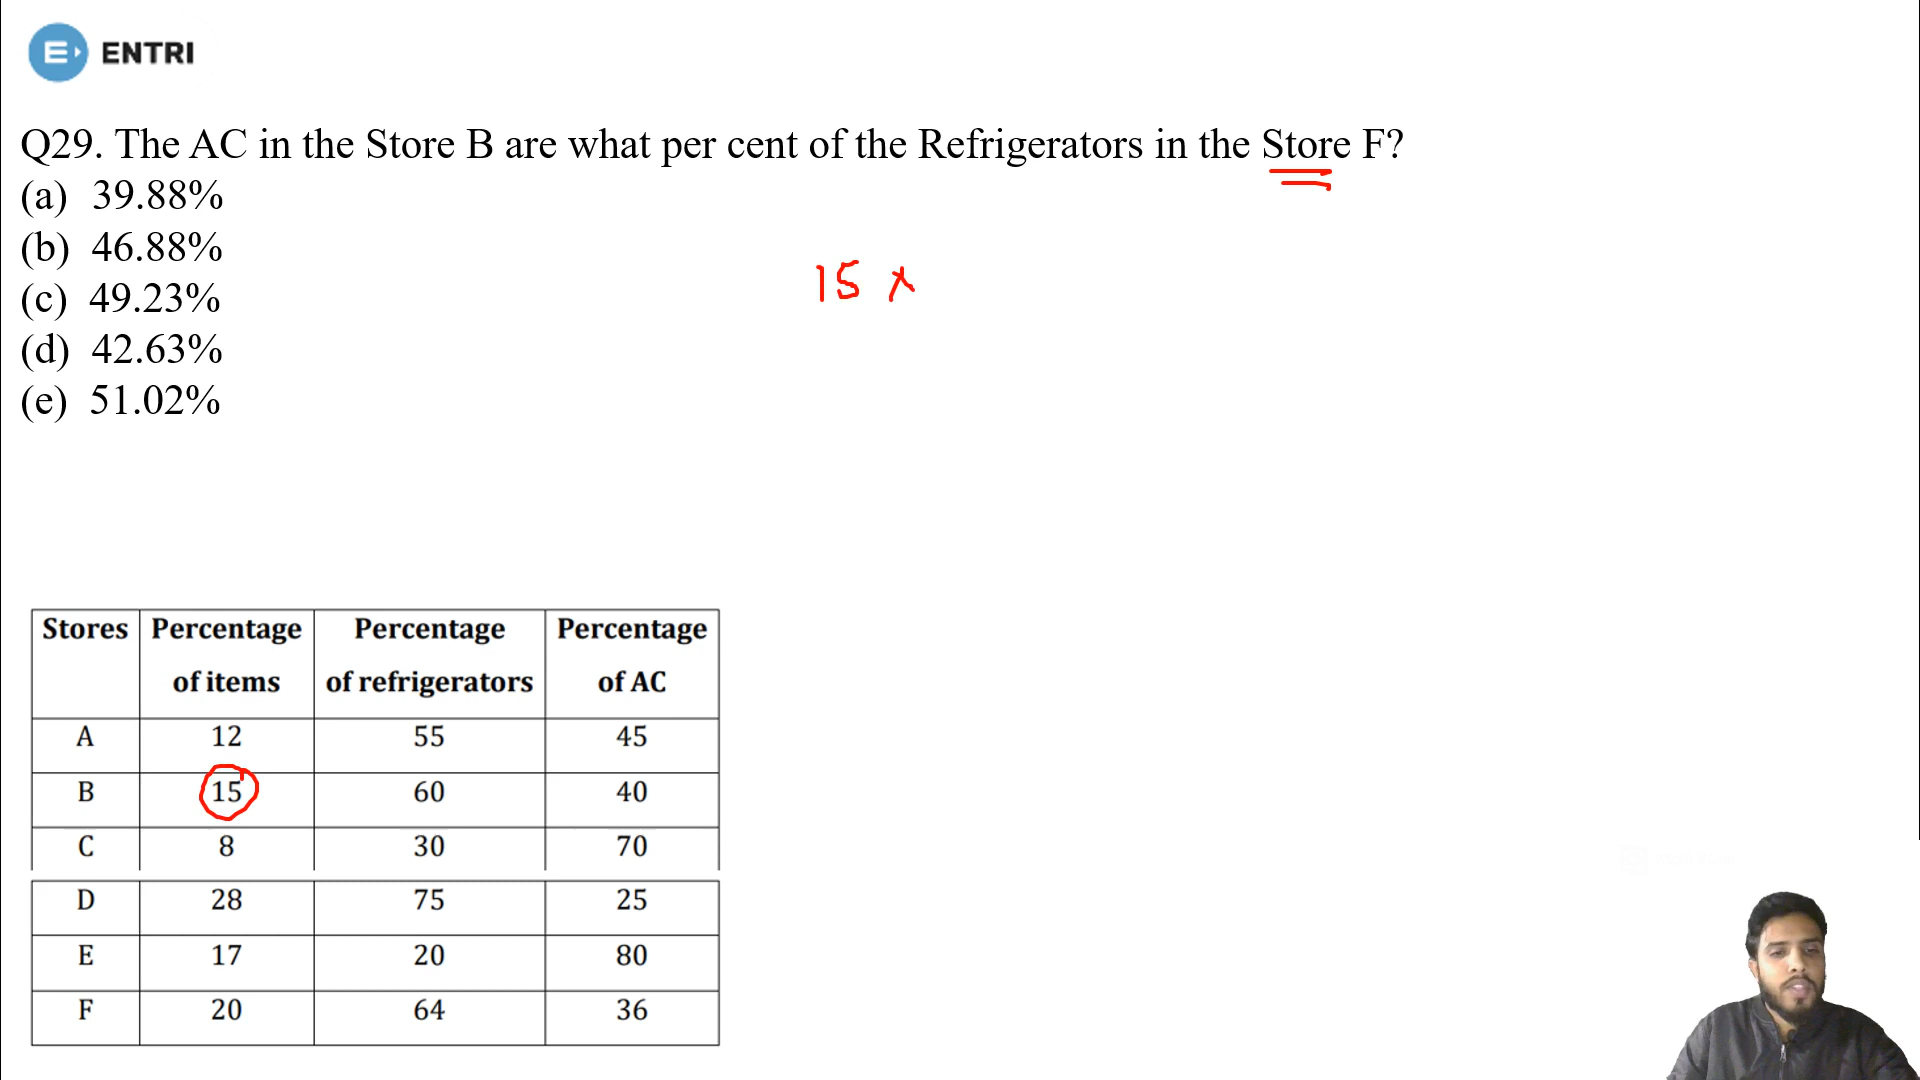 E ENTRI
Q29. The AC in the Store B are what per cent of the Refrigerators in the Store F?
(a) 39.88%
(b) 46.88%
(c) 49.23%
(d) 42.63%
(e) 51.02%
15 ×
Stores Percentage of items Percentage of refrigerators Percentage of AC
A 12 55 45
B 15 60 40
C 8 30 70
D 28 75 25
E 17 20 80
F 20 64 36